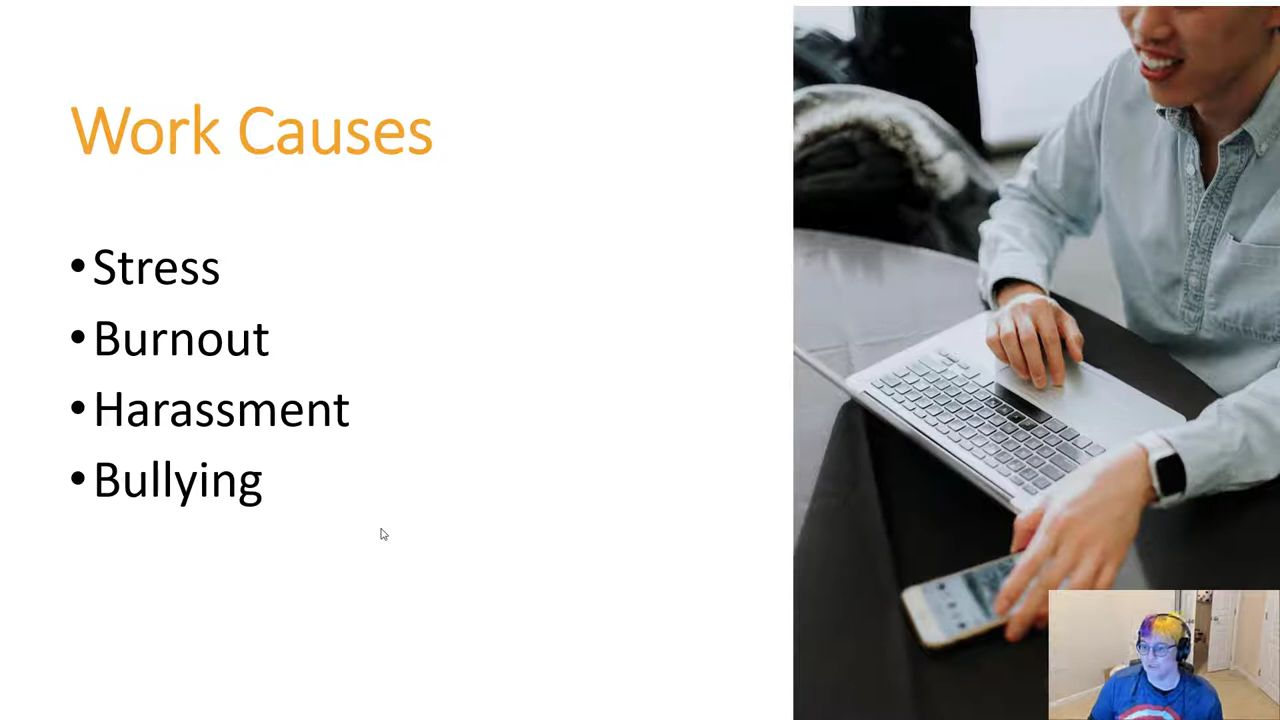 Work Causes
•Stress
•Burnout
•Harassment
•Bullying